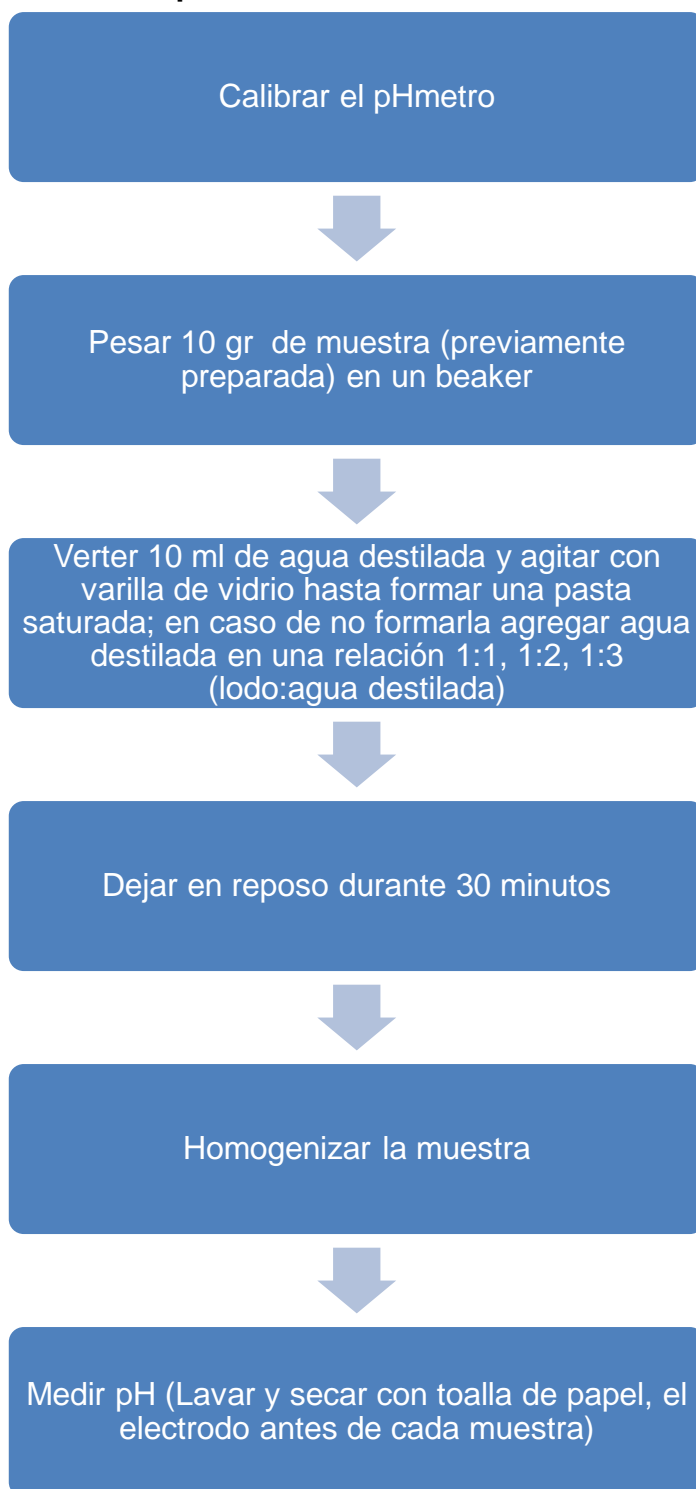 Calibrar el pHmetro
Pesar 10 gr  de muestra (previamente
preparada) en un beaker
Verter 10 ml de agua destilada y agitar con
varilla de vidrio hasta formar una pasta
saturada; en caso de no formarla agregar agua
destilada en una relación 1:1, 1:2, 1:3
(lodo:agua destilada)
Dejar en reposo durante 30 minutos
Homogenizar la muestra
Medir pH (Lavar y secar con toalla de papel, el
electrodo antes de cada muestra)